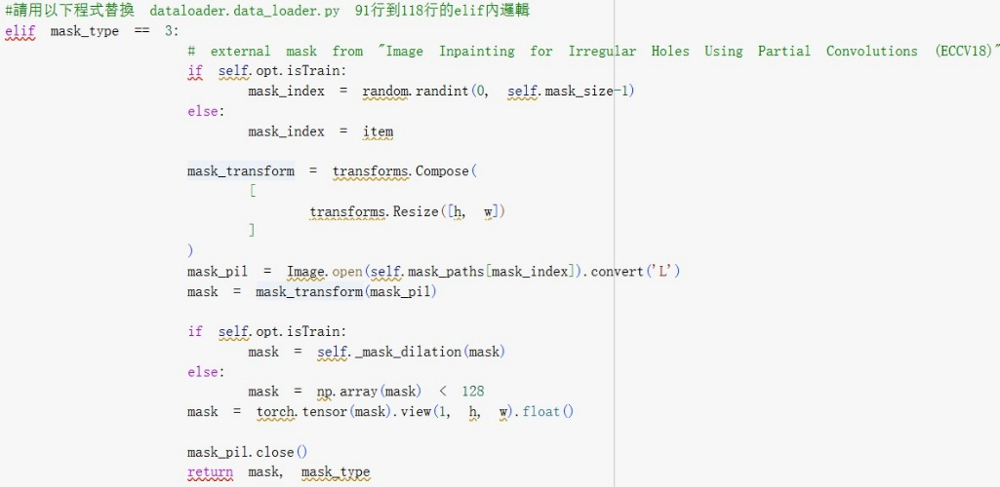 #請用以下程式替換 dataloader.data_loader.py 91行到118行的elif內邏輯
elif mask_type == 3:
# external mask from "Image Inpainting for Irregular Holes Using Partial Convolutions (ECCV18)"
if self.opt.isTrain:
mask_index = random.randint(0, self.mask_size-1)
else:
mask_index = item
mask_transform = transforms.Compose(
[
transforms.Resize([h, w])
]
)
mask_pil = Image.open(self.mask_paths[mask_index]).convert('L')
mask = mask_transform(mask_pil)
if self.opt.isTrain:
mask = self._mask_dilation(mask)
else:
mask = np.array(mask) < 128
mask = torch.tensor(mask).view(1, h, w).float()
mask_pil.close()
return mask, mask_type